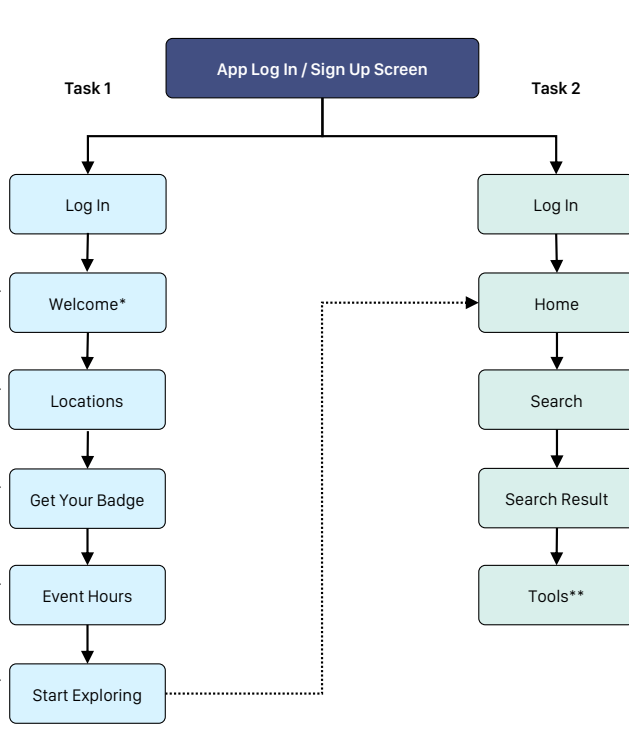 App Log In / Sign Up Screen
Task 1
Task 2
Log In
Welcome*
Locations
Get Your Badge
Event Hours
Start Exploring
Log In
Home
Search
Search Result
Tools**